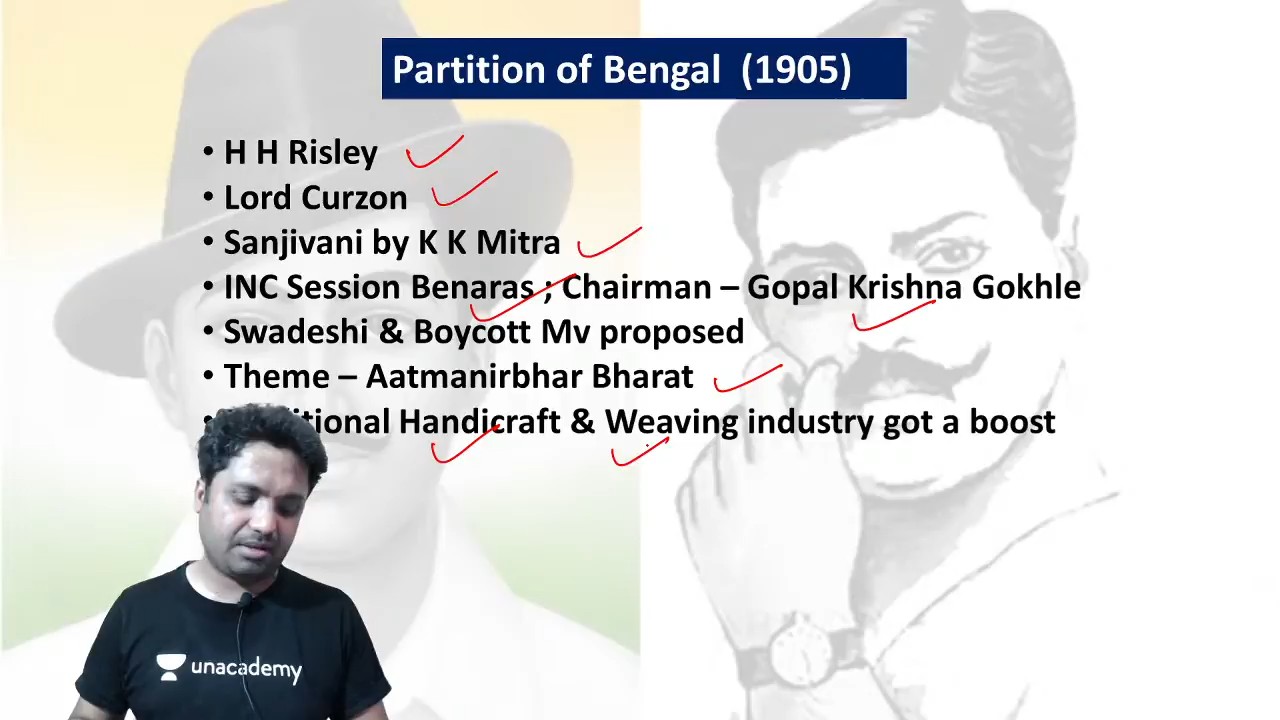 Partition of Bengal (1905)
• H H Risley
• Lord Curzon
• Sanjivani by K K Mitra
• INC Session Benaras ; Chairman – Gopal Krishna Gokhle
• Swadeshi & Boycott Mv proposed
• Theme – Aatmanirbhar Bharat
Handicraft & Weaving industry got a boost
unacademy